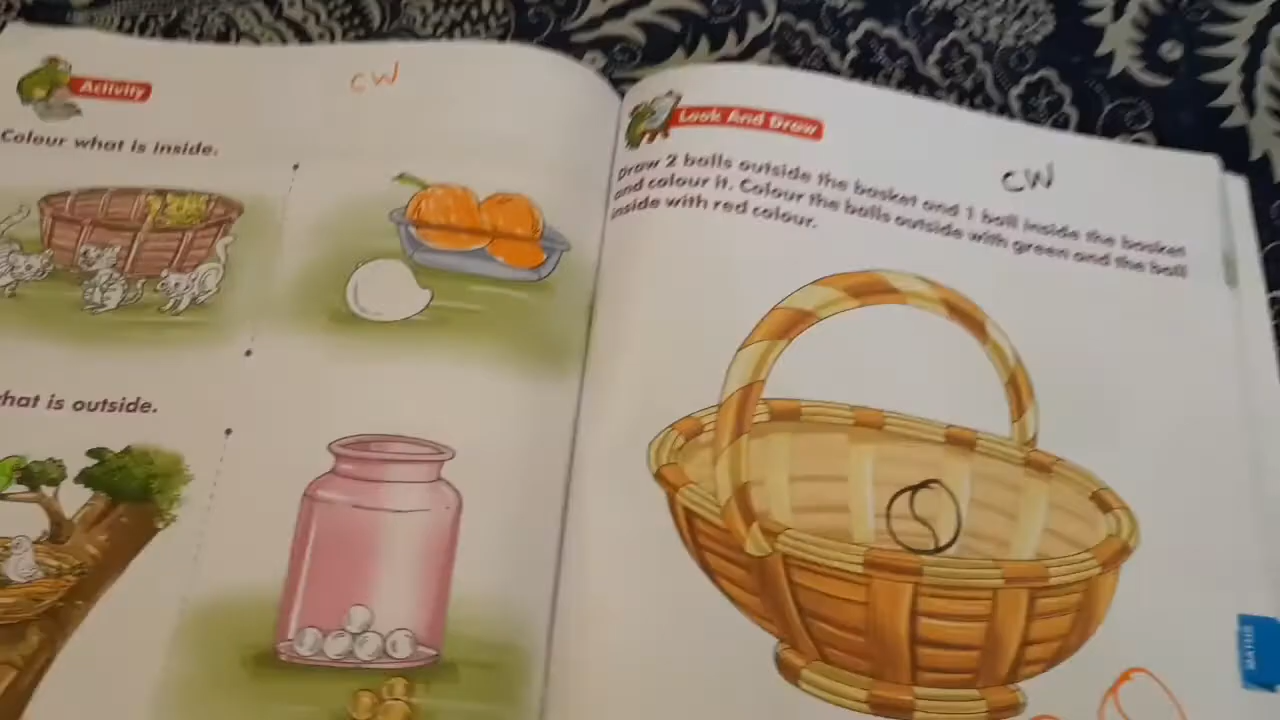 Activity
CW
Colour what is inside.
what is outside.
Look And Draw
CW
Draw 2 balls outside the basket and 1 ball inside the basket
and colour it. Colour the balls outside with green and the ball
inside with red colour.
MATHS